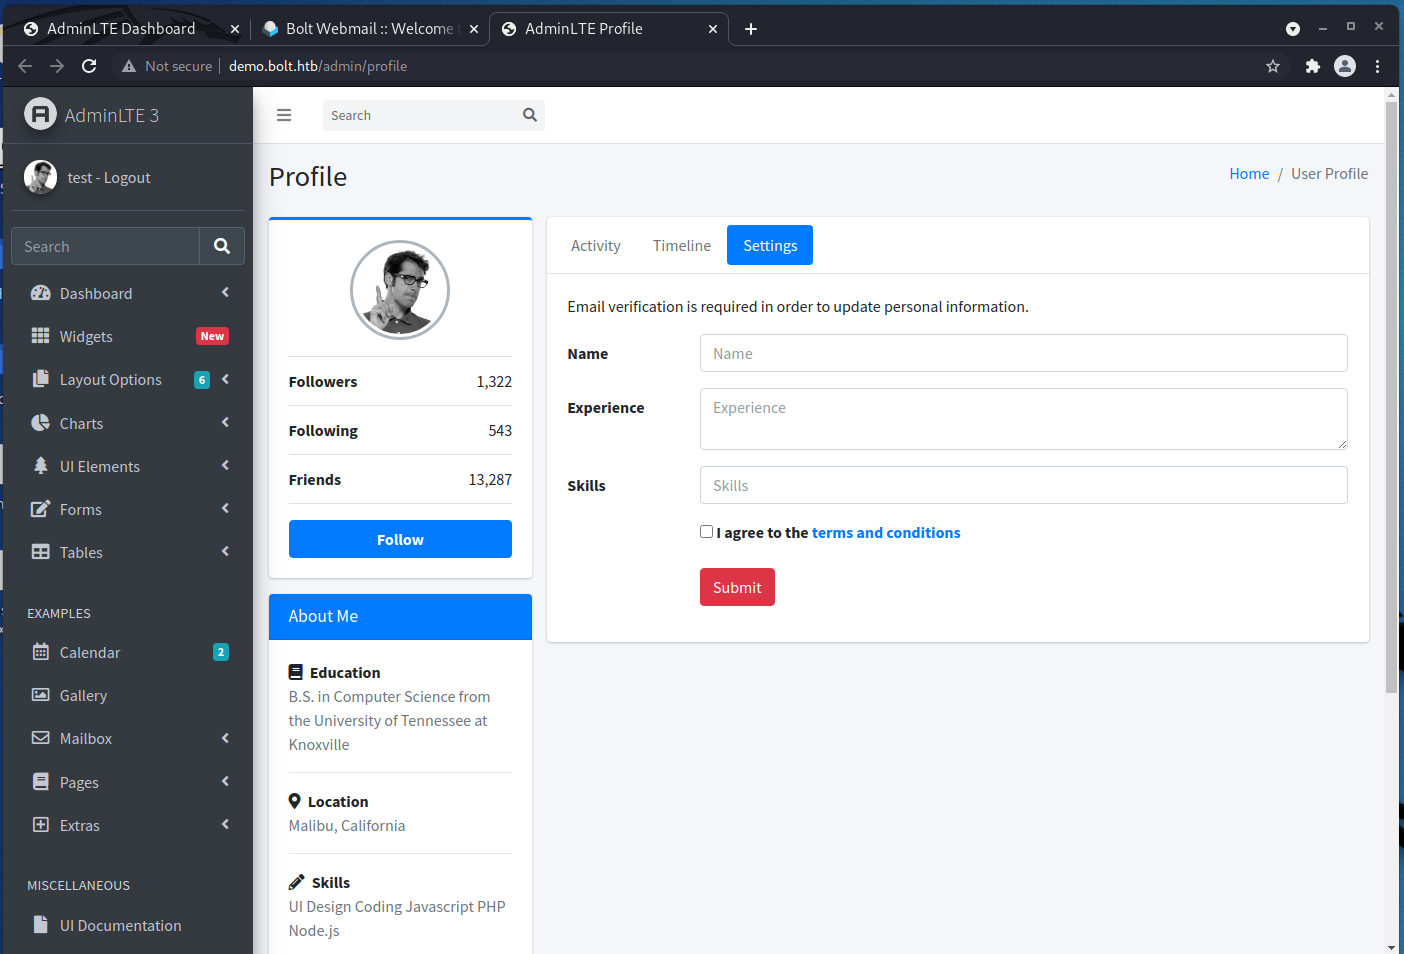 AdminLTE Dashboard
Bolt Webmail :: Welcome
AdminLTE Profile
Not secure
demo.bolt.htb/admin/profile
AdminLTE 3
Search
test - Logout
Profile
Home / User Profile
Search
Dashboard
Widgets New
Layout Options 6
Charts
UI Elements
Forms
Tables
EXAMPLES
Calendar 2
Gallery
Mailbox
Pages
Extras
MISCELLANEOUS
UI Documentation
Followers 1,322
Following 543
Friends 13,287
Follow
About Me
Education
B.S. in Computer Science from
the University of Tennessee at
Knoxville
Location
Malibu, California
Skills
UI Design Coding Javascript PHP
Node.js
Activity Timeline Settings
Email verification is required in order to update personal information.
Name Name
Experience Experience
Skills Skills
I agree to the terms and conditions
Submit